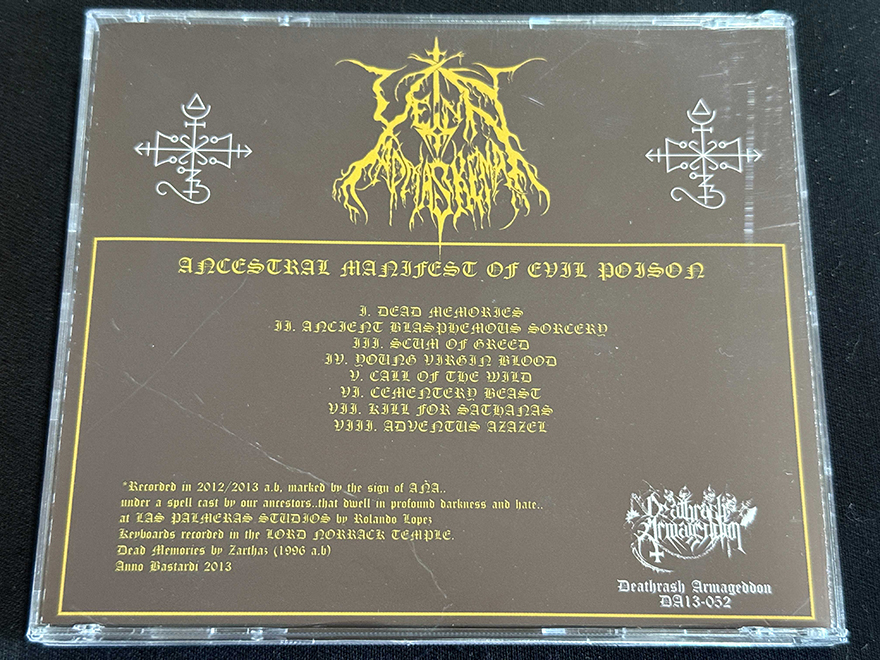 ANCESTRAL MANIFEST OF EVIL POISON
I. DEAD MEMORIES
II. ANCIENT BLASPHEMOUS SORCERY
III. SCUM OF GREED
IV. YOUNG VIRGIN BLOOD
V. CALL OF THE WILD
VI. CEMENTERY BEAST
VII. KILL FOR SATHANAS
VIII. ADVENTUS AZAZEL
*Recorded in 2012/2013 a.b, marked by the sign of AÑA..
under a spell cast by our ancestors..that dwell in profound darkness and hate..
at LAS PALMERAS STUDIOS by Rolando Lopez
Keyboards recorded in the LORD NORRACK TEMPLE.
Dead Memories by Zarthaz (1996 a.b)
Anno Bastardi 2013
Deathrash
Armageddon
Deathrash Armageddon
DA13-052